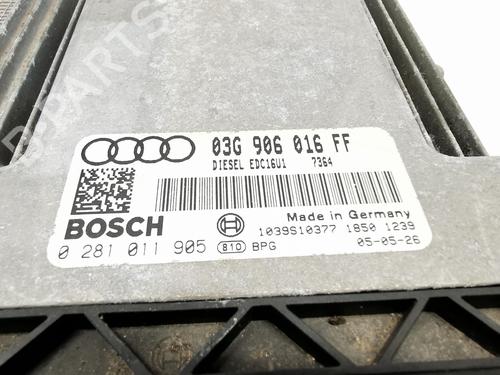 03G 906 016 FF
DIESEL EDC16U1 7364
BOSCH
Made in Germany
1039S10377 1850 1239
0 281 011 905 810 BPG 05-05-26
B-PARTS